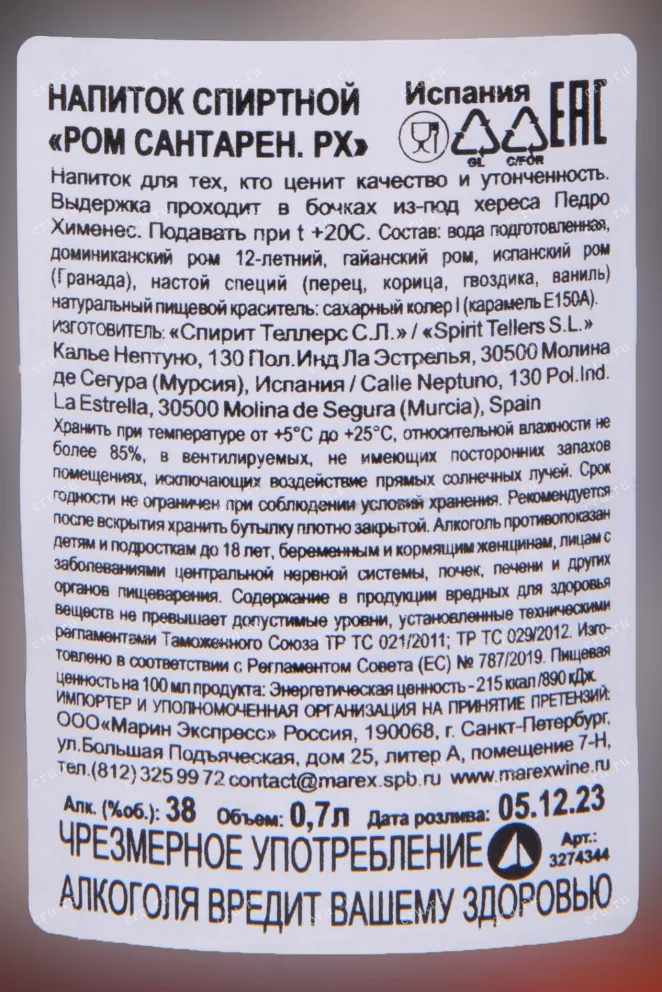 НАПИТОК СПИРТНОЙ
«РОМ САНТАРЕН. PX»
Испания
GL C/FOR
EAC
Напиток для тех, кто ценит качество и утонченность.
Выдержка проходит в бочках из-под хереса Педро
Хименес. Подавать при t +20C. Состав: вода подготовленная,
доминиканский ром 12-летний, гайанский ром, испанский ром
(Гранада), настой специй (перец, корица, гвоздика, ваниль)
натуральный пищевой краситель: сахарный колер I (карамель Е150А).
ИЗГОТОВИТЕЛЬ: «Спирит Теллерс С.Л.» / «Spirit Tellers S.L.»
Калье Нептуно, 130 Пол.Инд Ла Эстрелья, 30500 Молина
де Сегура (Мурсия), Испания / Calle Neptuno, 130 Pol.Ind.
La Estrella, 30500 Molina de Segura (Murcia), Spain
Хранить при температуре от +5°С до +25°С, относительной влажности не
более 85%, в вентилируемых, не имеющих посторонних запахов
помещениях, исключающих воздействие прямых солнечных лучей. Срок
годности не ограничен при соблюдении условий хранения. Рекомендуется
после вскрытия хранить бутылку плотно закрытой. Алкоголь противопоказан
детям и подросткам до 18 лет, беременным и кормящим женщинам, лицам с
заболеваниями центральной нервной системы, почек, печени и других
органов пищеварения. Содержание в продукции вредных для здоровья
веществ не превышает допустимые уровни, установленные техническими
регламентами Таможенного Союза ТР ТС 021/2011; ТР ТС 029/2012. Изго-
товлено в соответствии с Регламентом Совета (ЕС) № 787/2019. Пищевая
ценность на 100 мл продукта: Энергетическая ценность - 215 ккал/890 кДж.
ИМПОРТЕР И УПОЛНОМОЧЕННАЯ ОРГАНИЗАЦИЯ НА ПРИНЯТИЕ ПРЕТЕНЗИЙ:
ООО«Марин Экспресс» Россия, 190068, г. Санкт-Петербург,
ул.Большая Подъяческая, дом 25, литер А, помещение 7-Н,
тел.(812) 325 99 72 contact@marex.spb.ru www.marexwine.ru
Алк. (%об.): 38 Объем: 0,7л Дата розлива: 05.12.23
ЧРЕЗМЕРНОЕ УПОТРЕБЛЕНИЕ
Арт.:
3274344
АЛКОГОЛЯ ВРЕДИТ ВАШЕМУ ЗДОРОВЬЮ